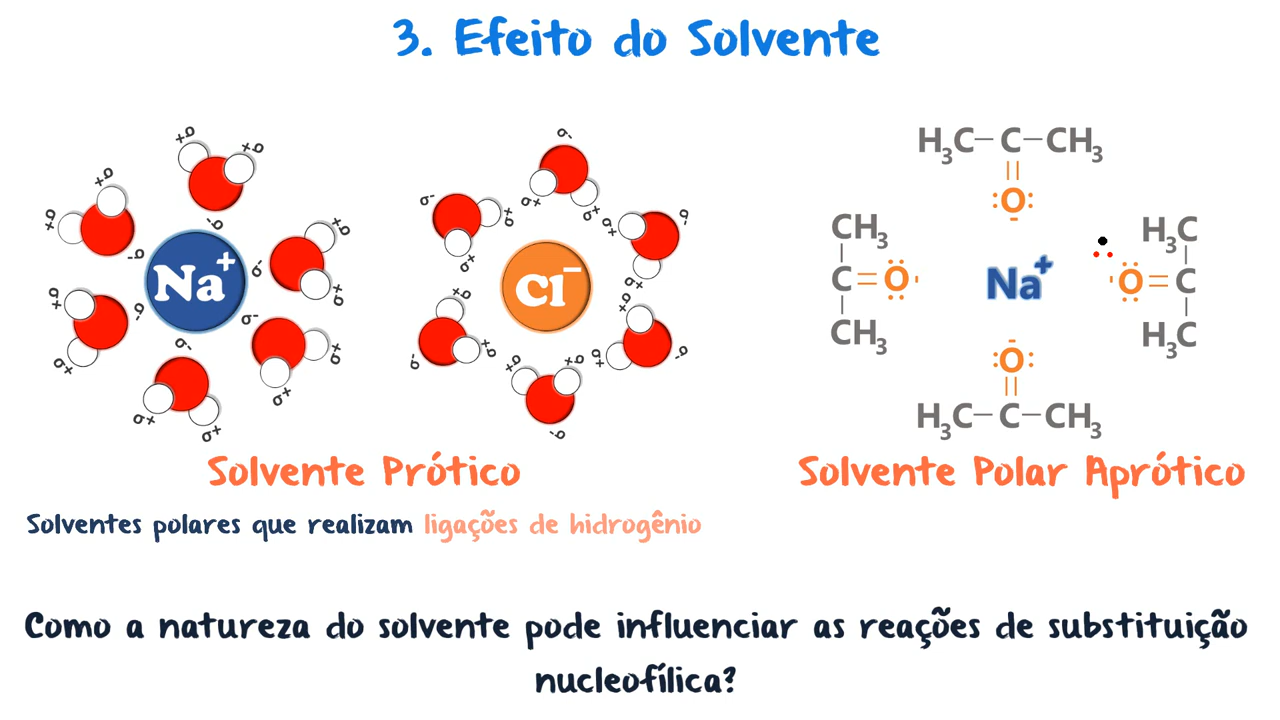 3. Efeito do Solvente
σ+ σ+ σ-
σ+ σ+ σ-
σ+ σ+ σ-
σ+ σ+ σ-
σ+ σ+ σ-
σ+ σ+ σ-
σ+ σ+ σ-
Na+
σ- σ+ σ+
σ- σ+ σ+
σ- σ+ σ+
σ- σ+ σ+
σ- σ+ σ+
σ- σ+ σ+
Cl−
H3C−C−CH3
||
:O:
-
CH3
|
C=O
|
CH3
Na+
H3C
|
O=C
|
H3C
-
O
||
H3C−C−CH3
Solvente Prótico
Solvente Polar Aprótico
Solventes polares que realizam ligações de hidrogênio
Como a natureza do solvente pode influenciar as reações de substituição
nucleofílica?